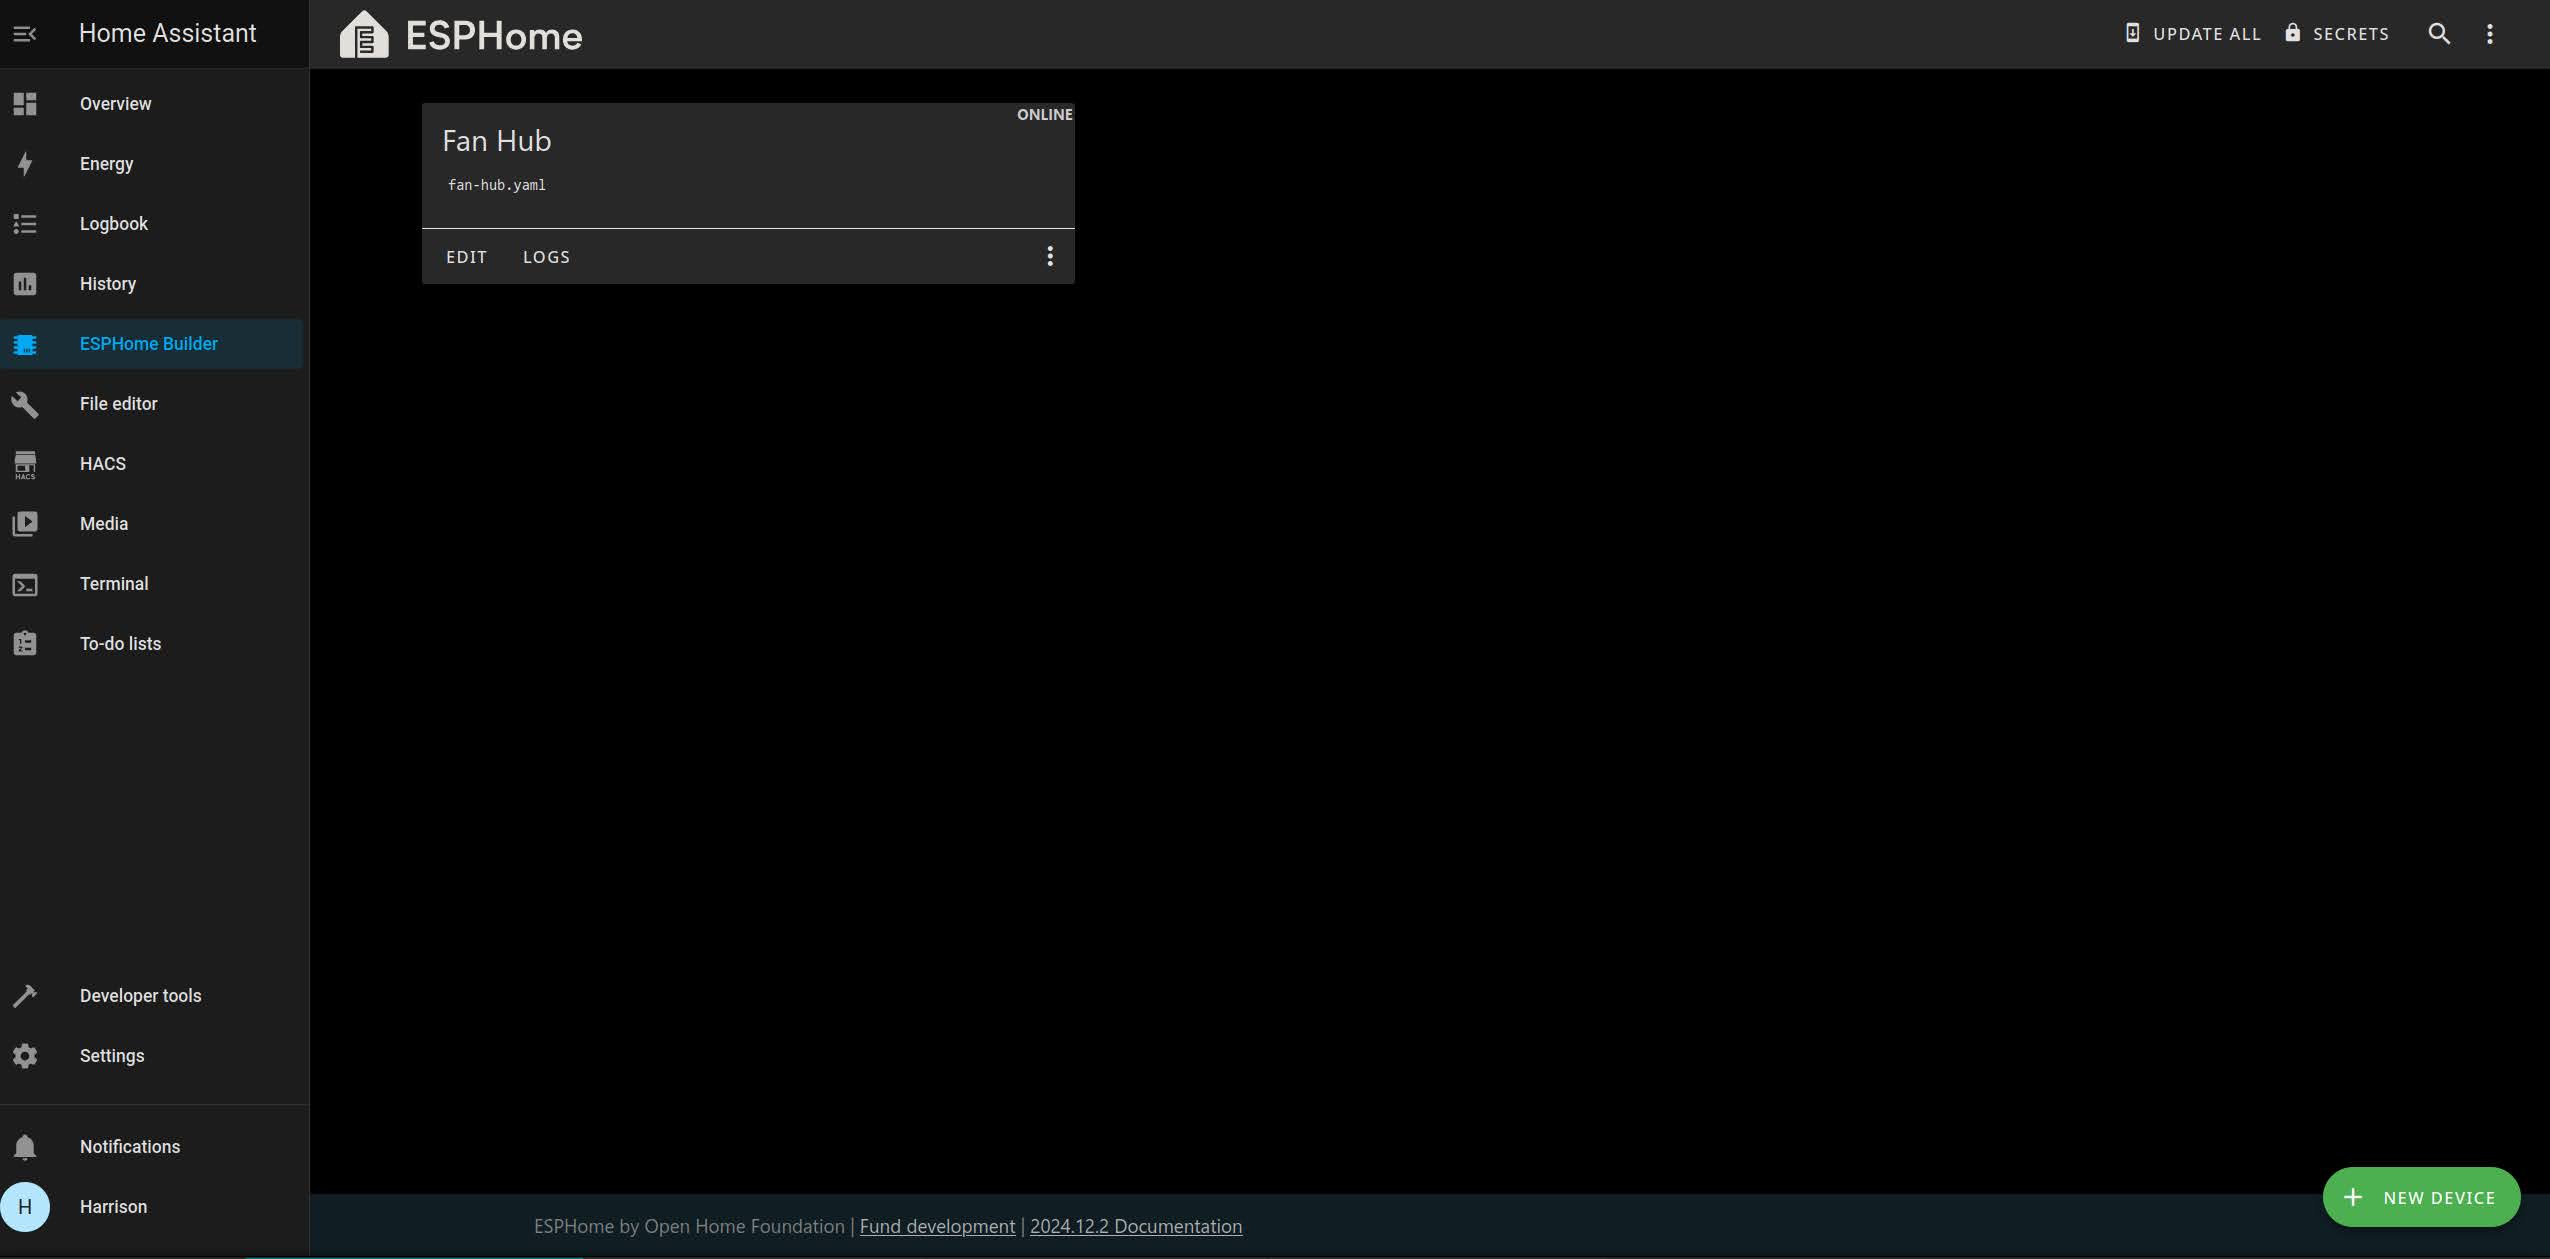 Home Assistant
ESPHome
UPDATE ALL
SECRETS
Overview
Energy
Logbook
History
ESPHome Builder
File editor
HACS
HACS
Media
Terminal
To-do lists
Developer tools
Settings
Notifications
H
Harrison
ONLINE
Fan Hub
fan-hub.yaml
EDIT
LOGS
NEW DEVICE
ESPHome by Open Home Foundation | Fund development | 2024.12.2 Documentation